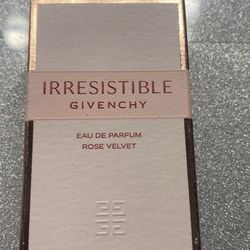 IRRESISTIBLE
GIVENCHY
EAU DE PARFUM
ROSE VELVET